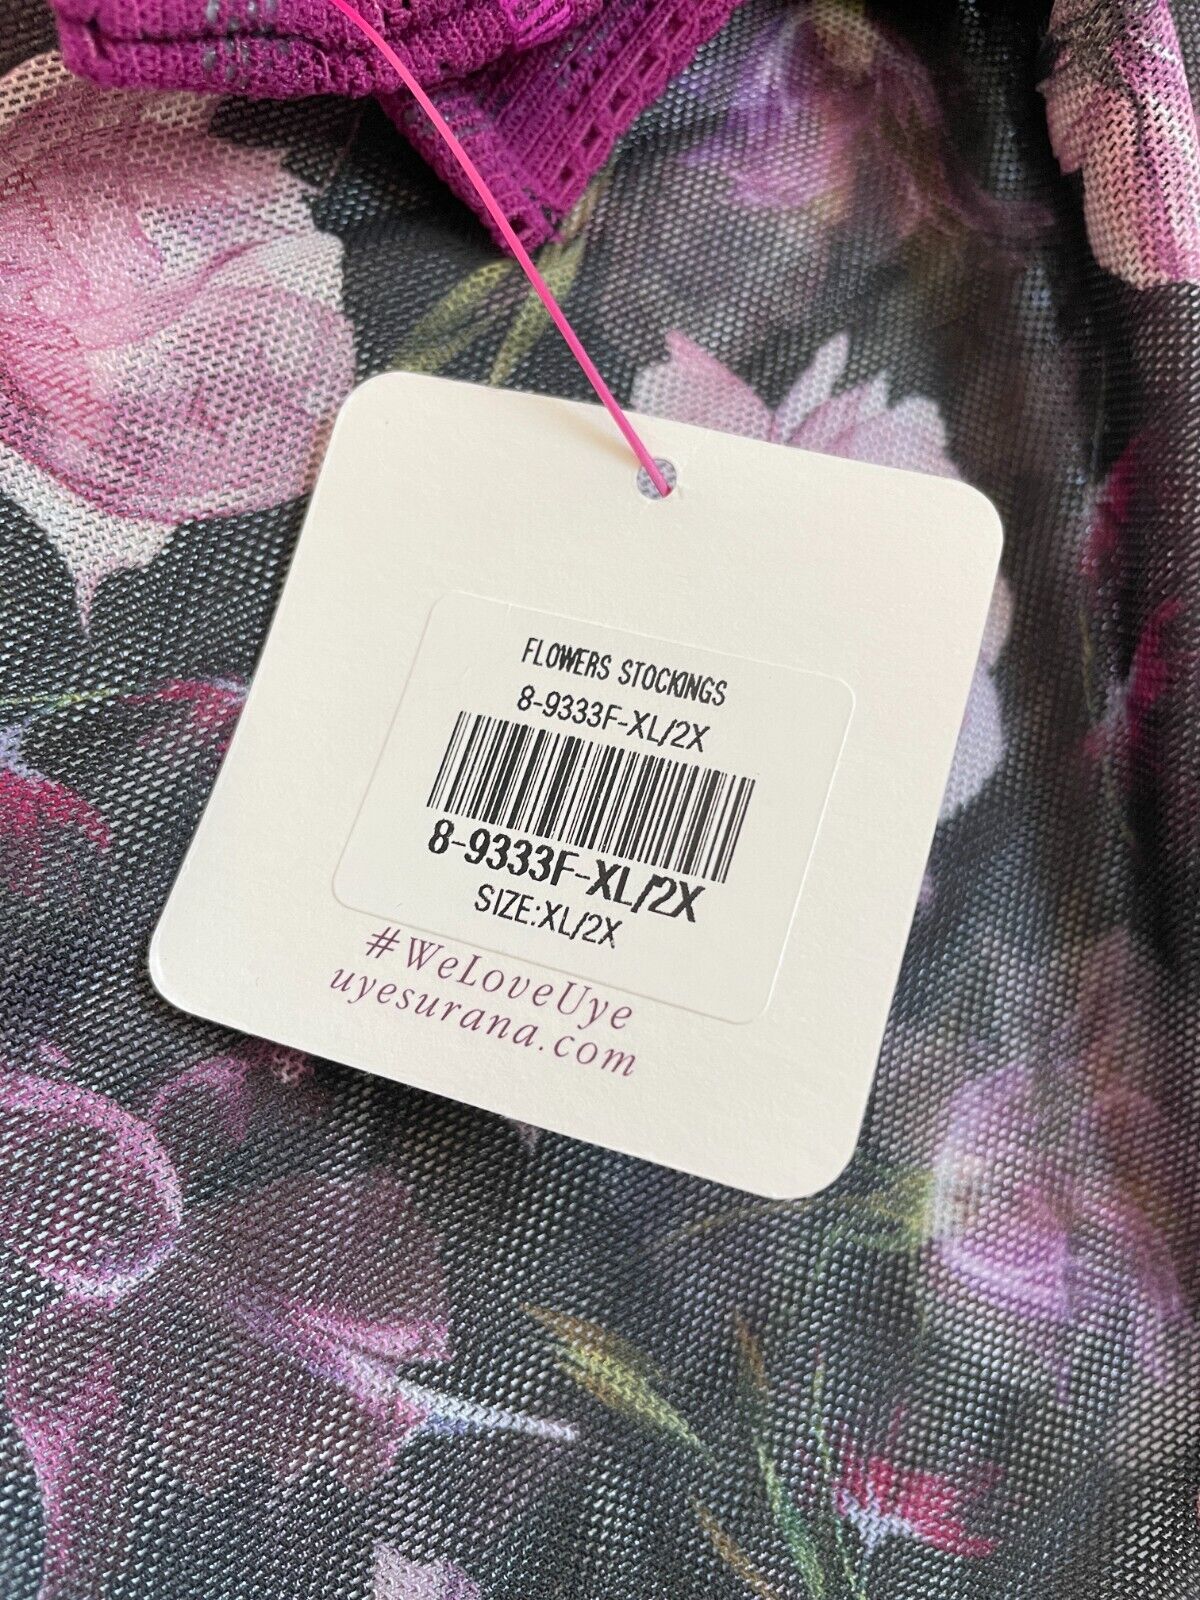 FLOWERS STOCKINGS
8-9333F-XL/2X
8-9333F-XL/2X
SIZE:XL/2X
#WeLoveUye
uyesurana.com